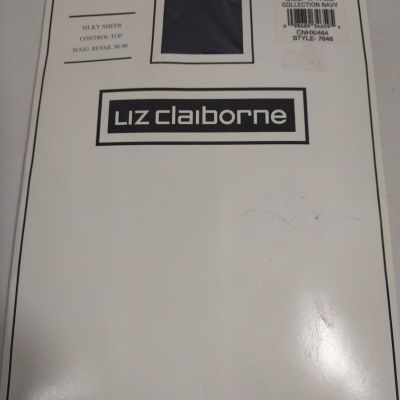 SILKY SHEER
CONTROL TOP
SUGG. RETAIL $6.00
COLLECTION NAVY
CNHX/464
STYLE- 7648
LIZ claiborne